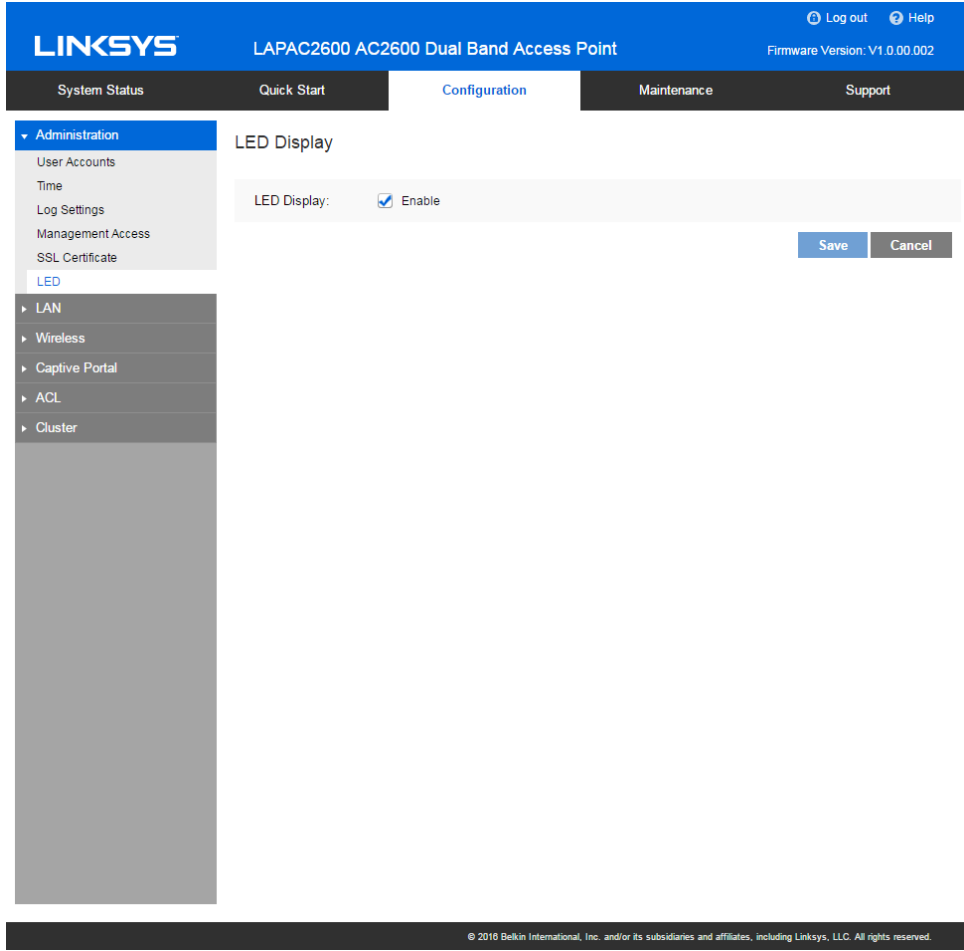 Log out Help
LINKSYS LAPAC2600 AC2600 Dual Band Access Point Firmware Version: V1.0.00.002
System Status Quick Start Configuration Maintenance Support
Administration
User Accounts
Time
Log Settings
Management Access
SSL Certificate
LED
LAN
Wireless
Captive Portal
ACL
Cluster
LED Display
LED Display: Enable
Save Cancel
© 2016 Belkin International, Inc. and/or its subsidiaries and affiliates, including Linksys, LLC. All rights reserved.